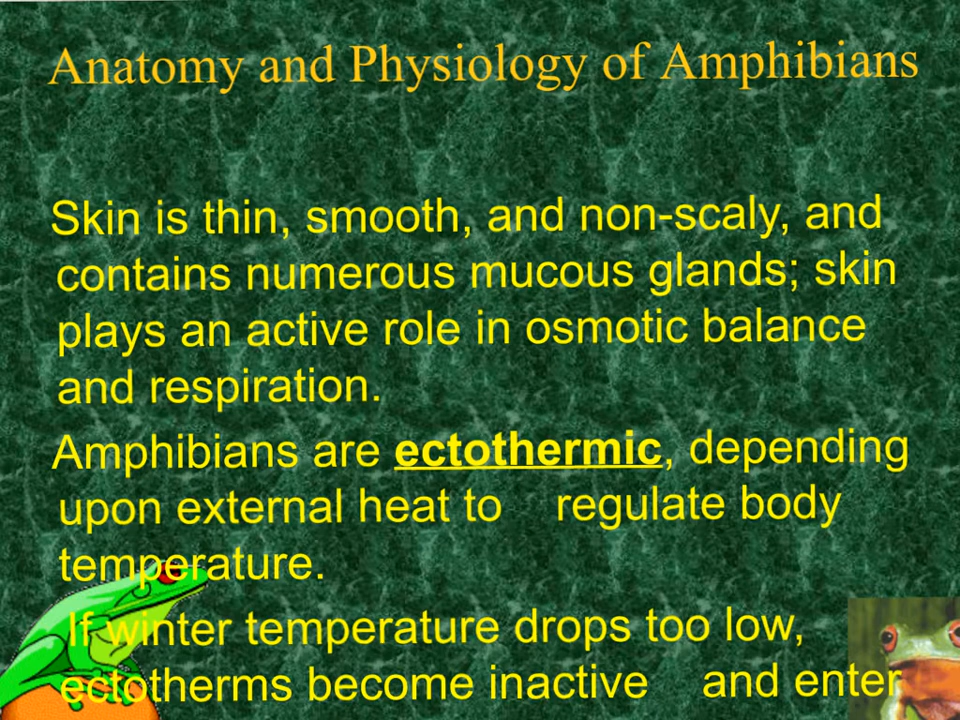 Anatomy and Physiology of Amphibians
Skin is thin, smooth, and non-scaly, and
contains numerous mucous glands; skin
plays an active role in osmotic balance
and respiration.
Amphibians are ectothermic, depending
upon external heat to regulate body
temperature.
If winter temperature drops too low,
ectotherms become inactive and enter